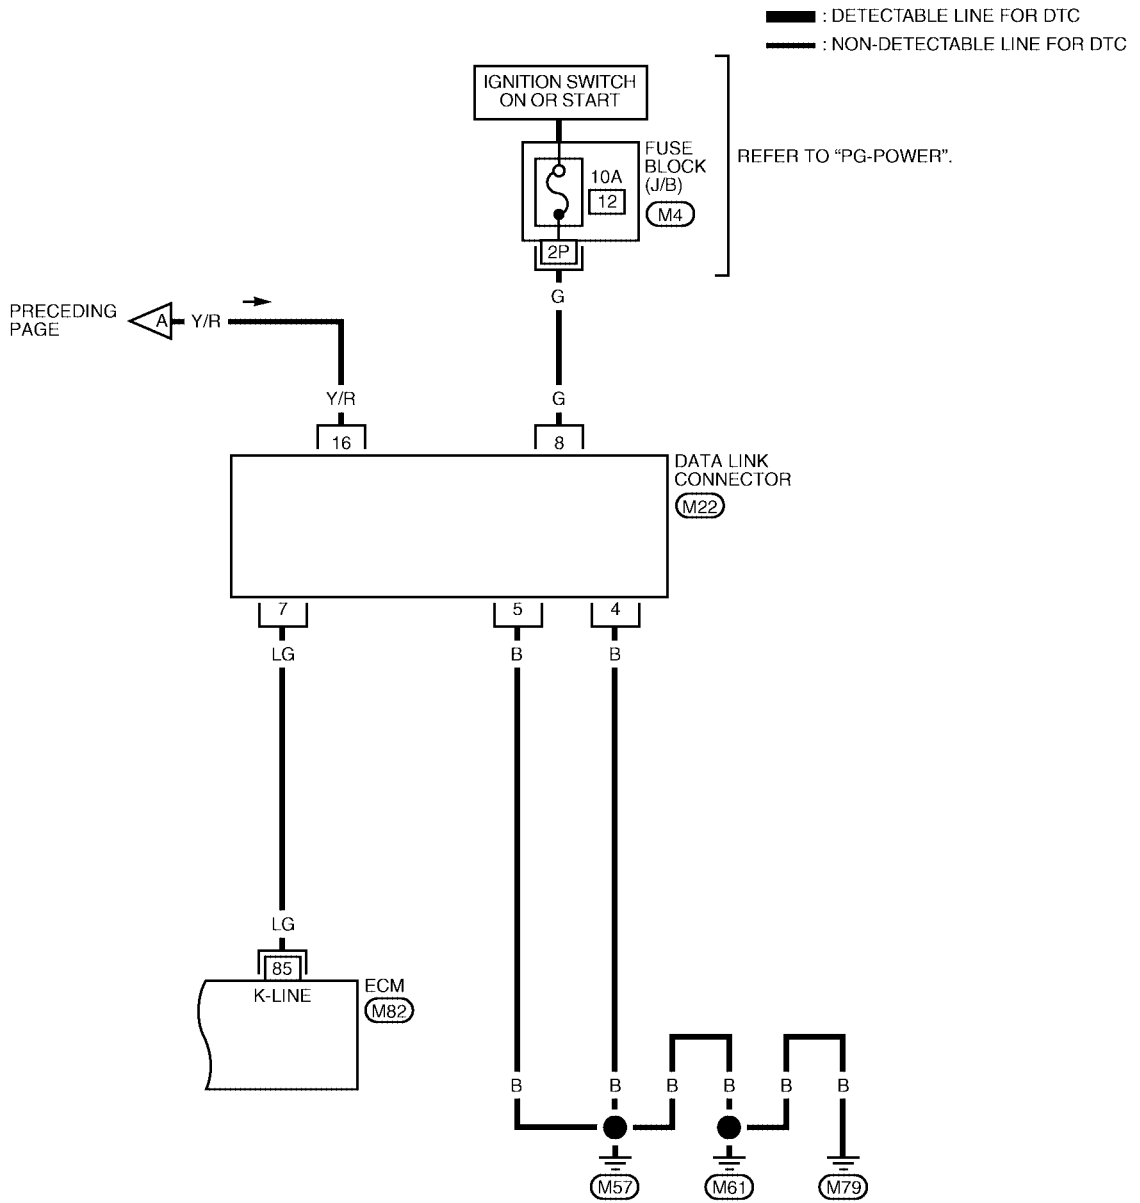 : DETECTABLE LINE FOR DTC
: NON-DETECTABLE LINE FOR DTC
IGNITION SWITCH
ON OR START
FUSE
BLOCK
(J/B)
M4
10A
12
2P
REFER TO “PG-POWER”.
G
PRECEDING
PAGE
A
Y/R
Y/R
G
16
8
DATA LINK
CONNECTOR
M22
7
5
4
LG
B
B
LG
85
K-LINE
ECM
M82
B
B
B
B
B
B
M57
M61
M79